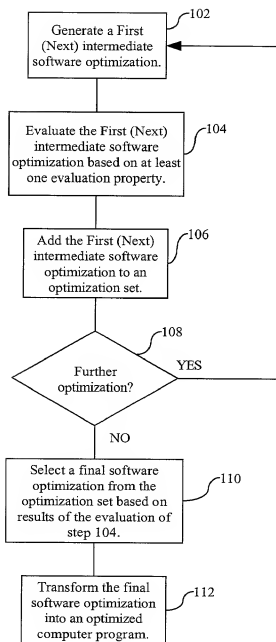 102
Generate a First
(Next) intermediate
software optimization.
104
Evaluate the First (Next)
intermediate software
optimization based on at least
one evaluation property.
106
Add the First (Next)
intermediate software
optimization to an
optimization set.
108
Further
optimization?
YES
NO
Select a final software
optimization from the
optimization set based on
results of the evaluation of
step 104.
110
Transform the final
software optimization
into an optimized
computer program.
112